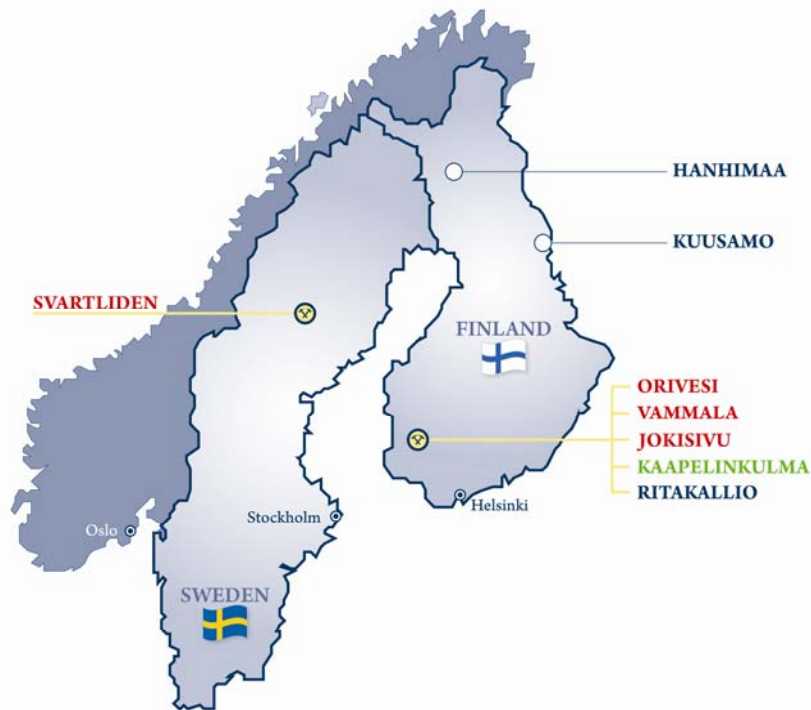 HANHIMAA
KUUSAMO
SVARTLIDEN
FINLAND
ORIVESI
VAMMALA
JOKISIVU
KAAPELINKULMA
RITAKALLIO
Helsinki
Stockholm
Oslo
SWEDEN